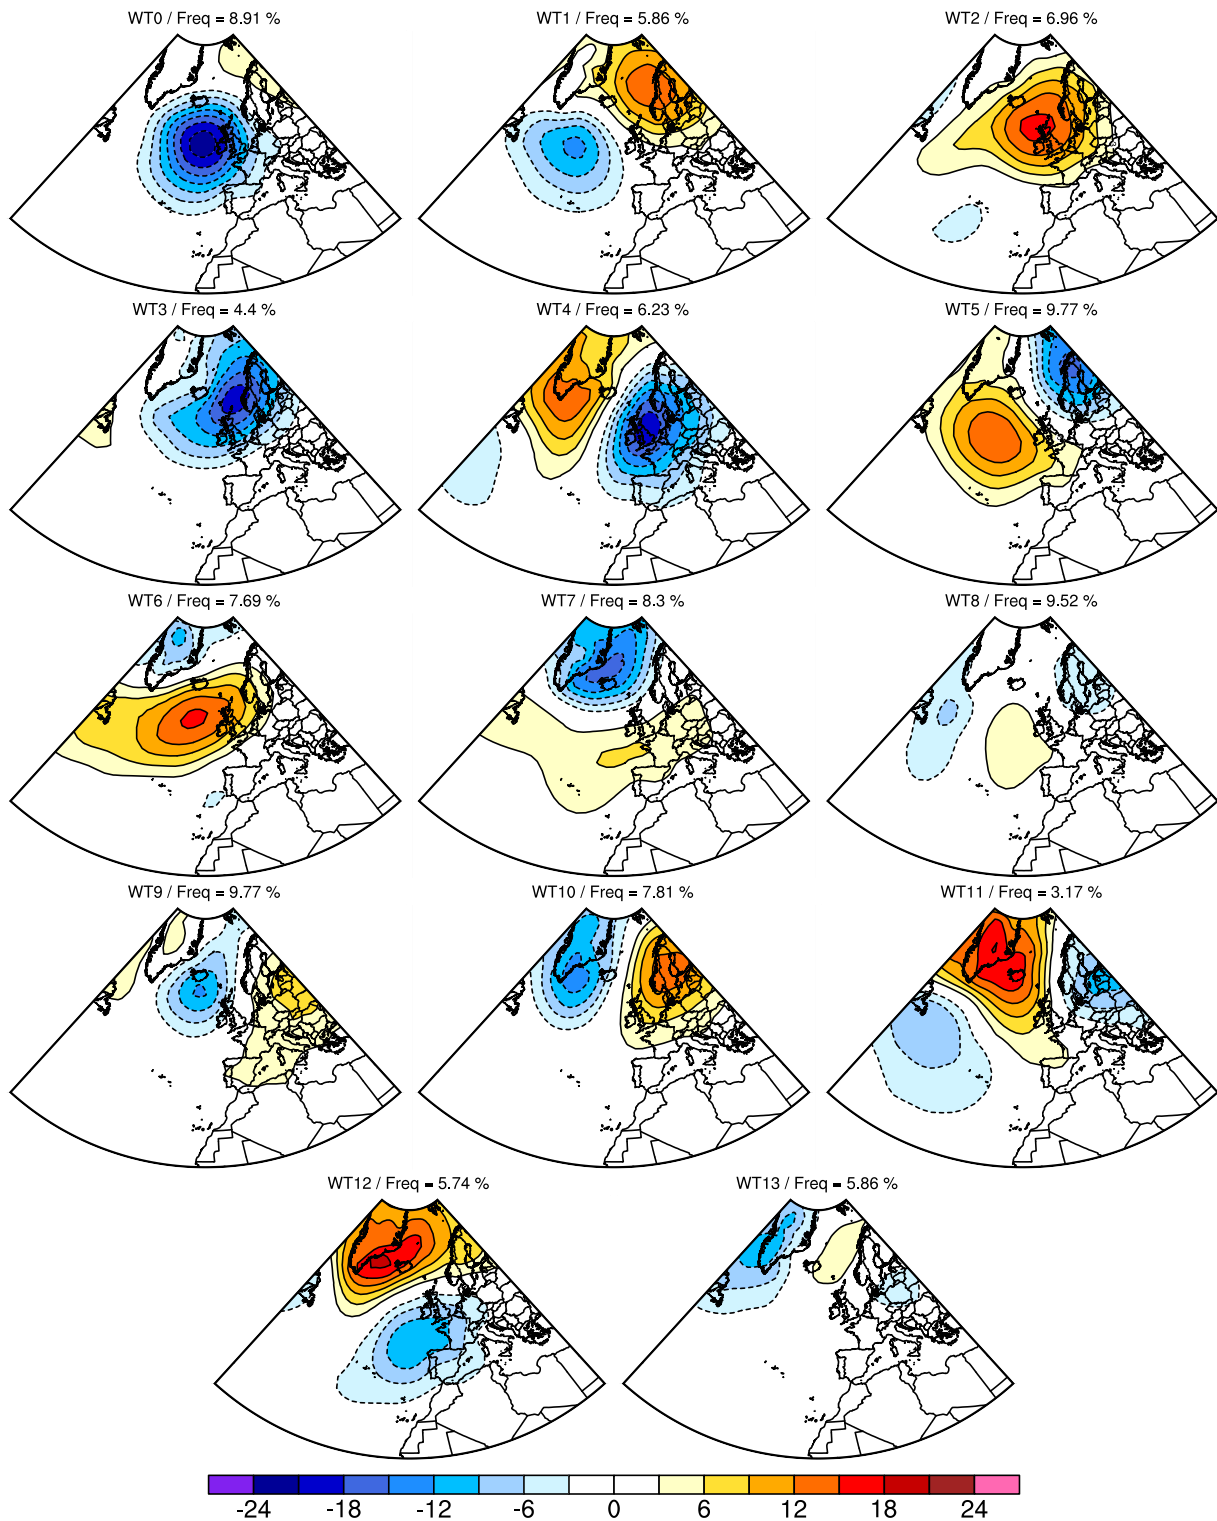 WT0 / Freq = 8.91 %
WT1 / Freq = 5.86 %
WT2 / Freq = 6.96 %
WT3 / Freq = 4.4 %
WT4 / Freq = 6.23 %
WT5 / Freq = 9.77 %
WT6 / Freq = 7.69 %
WT7 / Freq = 8.3 %
WT8 / Freq = 9.52 %
WT9 / Freq = 9.77 %
WT10 / Freq = 7.81 %
WT11 / Freq = 3.17 %
WT12 / Freq = 5.74 %
WT13 / Freq = 5.86 %
-24 -18 -12 -6 0 6 12 18 24